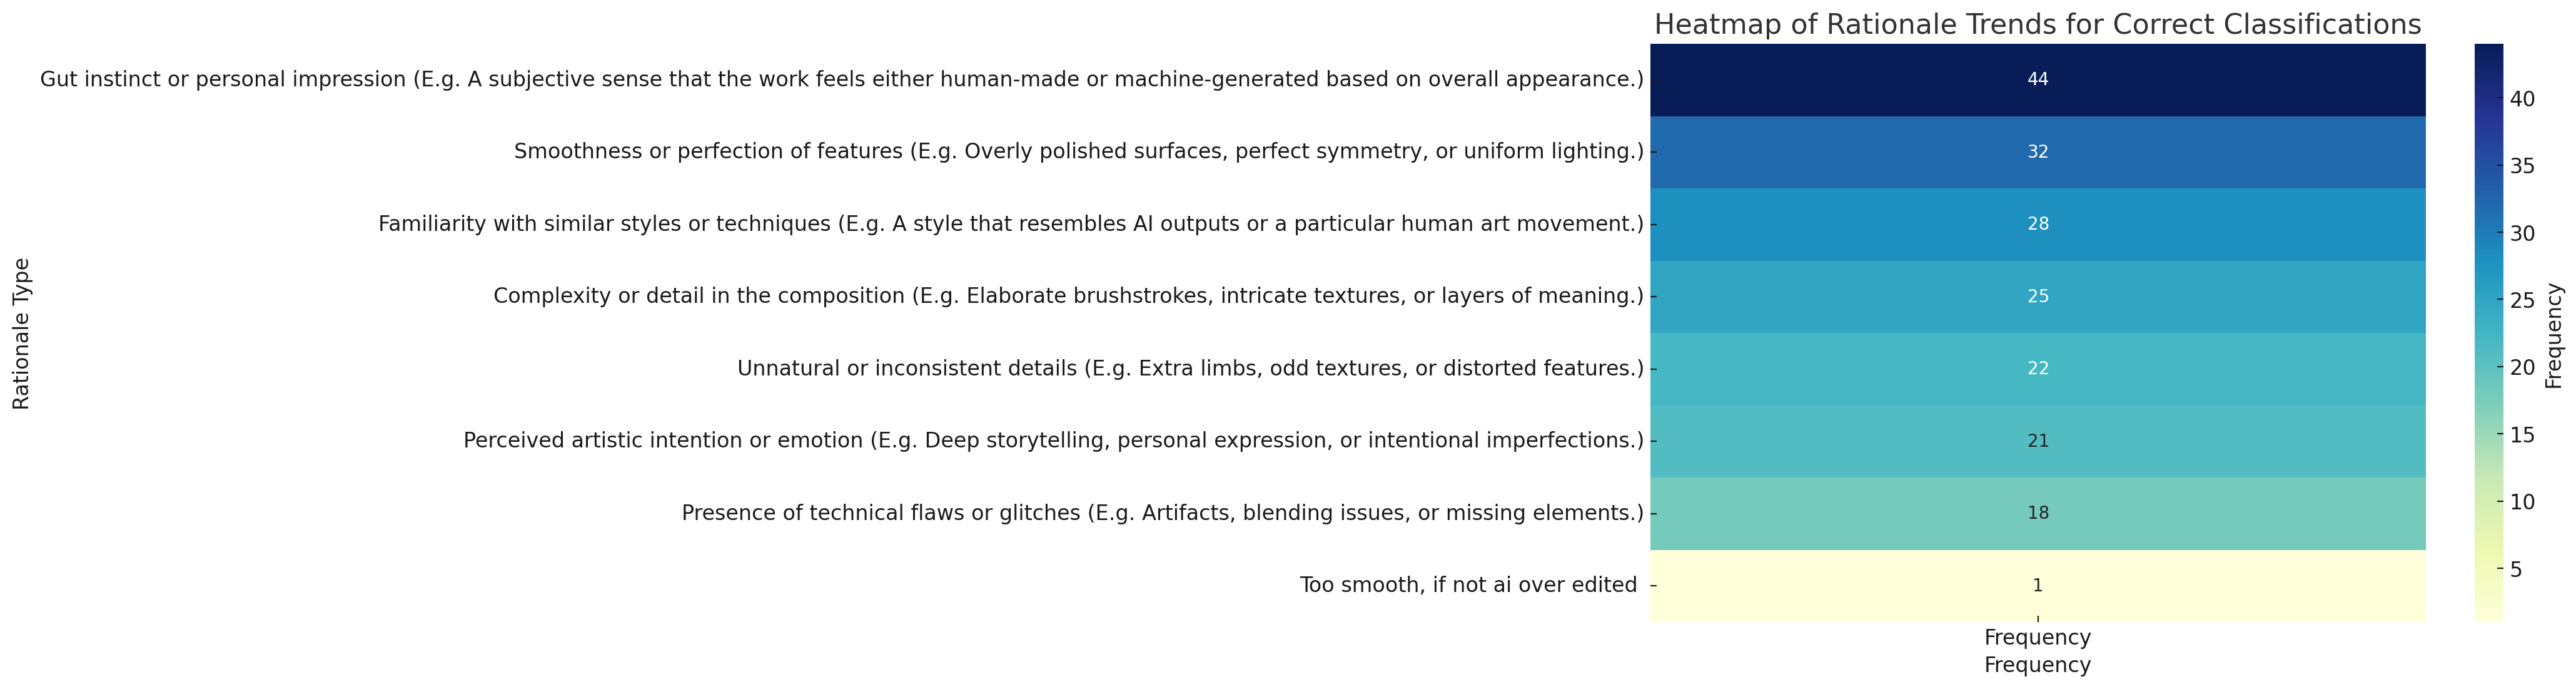 Heatmap of Rationale Trends for Correct Classifications
Rationale Type
Gut instinct or personal impression (E.g. A subjective sense that the work feels either human-made or machine-generated based on overall appearance.)
44
Smoothness or perfection of features (E.g. Overly polished surfaces, perfect symmetry, or uniform lighting.)
32
Familiarity with similar styles or techniques (E.g. A style that resembles AI outputs or a particular human art movement.)
28
Complexity or detail in the composition (E.g. Elaborate brushstrokes, intricate textures, or layers of meaning.)
25
Unnatural or inconsistent details (E.g. Extra limbs, odd textures, or distorted features.)
22
Perceived artistic intention or emotion (E.g. Deep storytelling, personal expression, or intentional imperfections.)
21
Presence of technical flaws or glitches (E.g. Artifacts, blending issues, or missing elements.)
18
Too smooth, if not ai over edited
1
Frequency
Frequency
40
35
30
25
20
15
10
5
Frequency